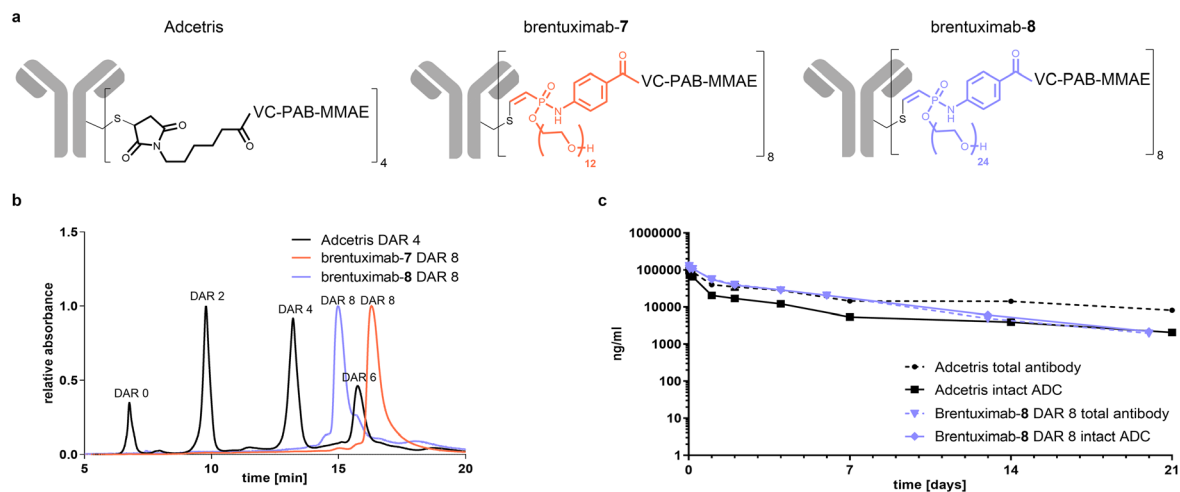 a
Adcetris
brentuximab-7
brentuximab-8
S
O
N
O
O
VC-PAB-MMAE
4
S
O
P
O
N
H
O
O
H
12
VC-PAB-MMAE
8
S
O
P
O
N
H
O
O
H
24
VC-PAB-MMAE
8
b
1.5
1.0
0.5
0.0
relative absorbance
5
10
15
20
time [min]
Adcetris DAR 4
brentuximab-7 DAR 8
brentuximab-8 DAR 8
DAR 0
DAR 2
DAR 4
DAR 8
DAR 8
DAR 6
c
1000000
100000
10000
1000
100
10
1
ng/ml
0
7
14
21
time [days]
Adcetris total antibody
Adcetris intact ADC
Brentuximab-8 DAR 8 total antibody
Brentuximab-8 DAR 8 intact ADC